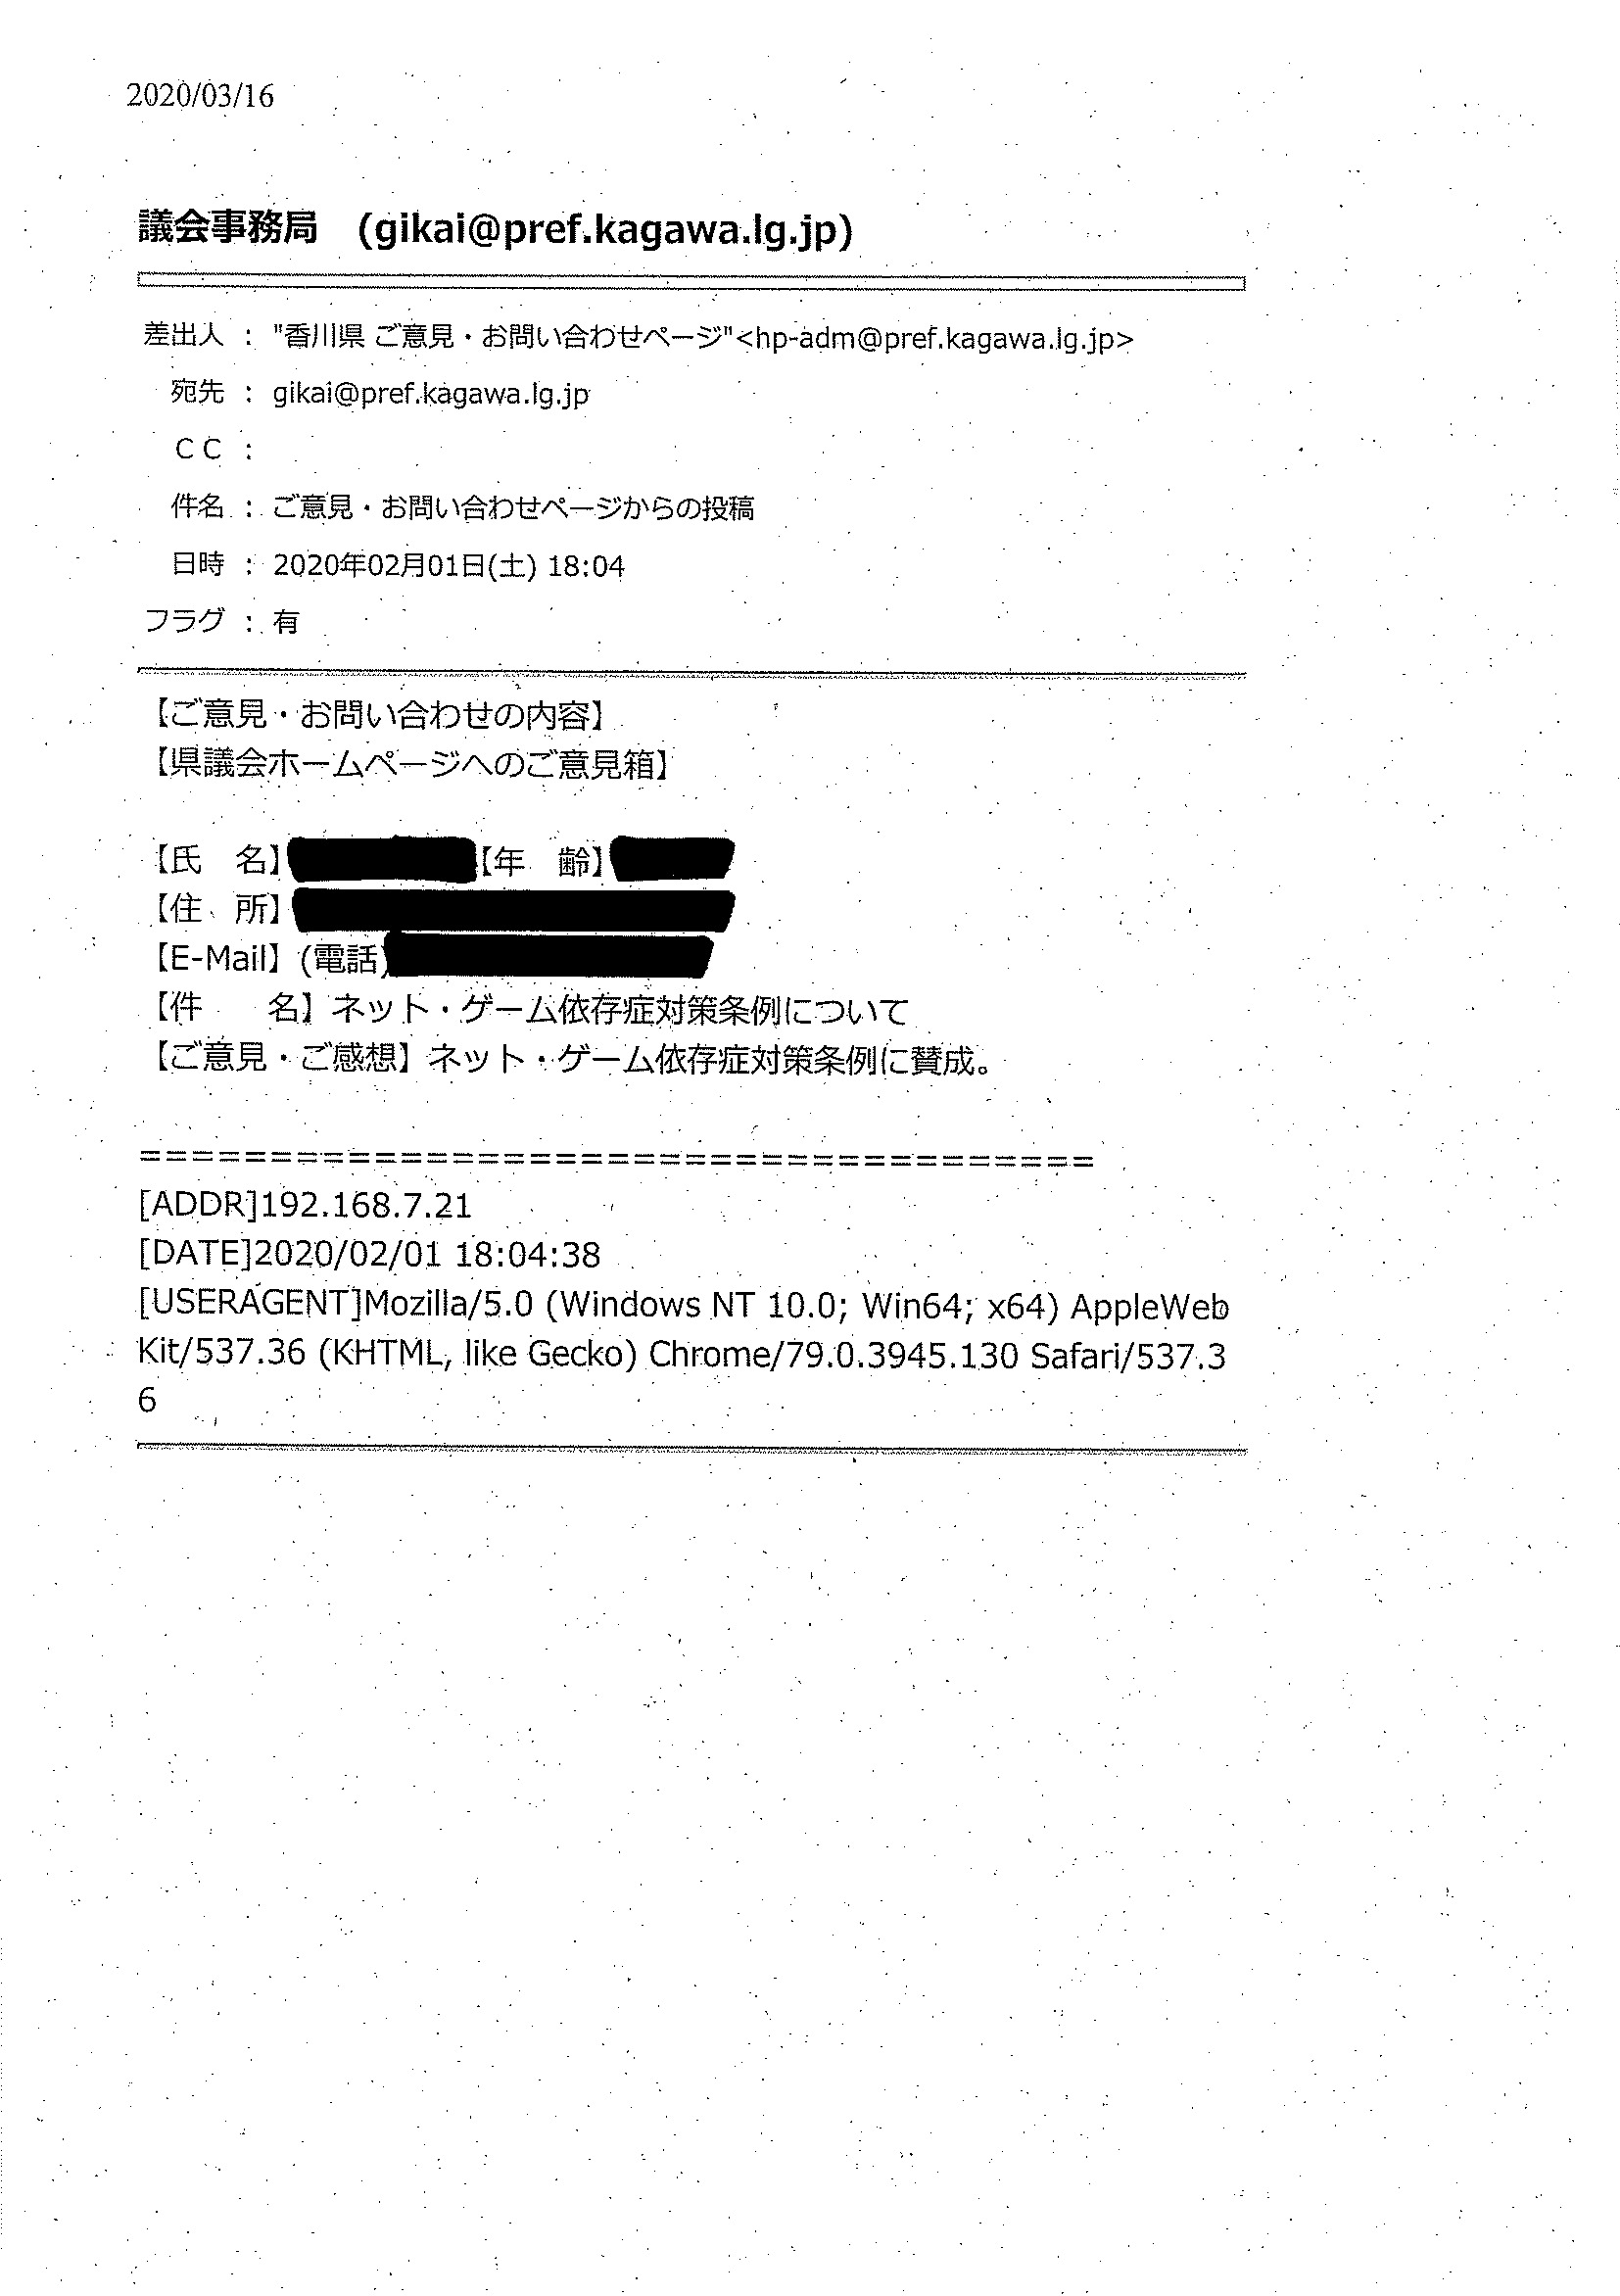 2020/03/16
議会事務局　(gikai@pref.kagawa.lg.jp)
差出人 : "香川県 ご意見・お問い合わせページ"<hp-adm@pref.kagawa.lg.jp>
宛先 : gikai@pref.kagawa.lg.jp
ＣＣ :
件名 : ご意見・お問い合わせページからの投稿
日時 : 2020年02月01日(土) 18:04
フラグ : 有
【ご意見・お問い合わせの内容】
【県議会ホームページへのご意見箱】
【氏　名】【年　齢】
【住　所】
【E-Mail】(電話)
【件　　名】ネット・ゲーム依存症対策条例について
【ご意見・ご感想】ネット・ゲーム依存症対策条例に賛成。
=====================================
[ADDR]192.168.7.21
[DATE]2020/02/01 18:04:38
[USERAGENT]Mozilla/5.0 (Windows NT 10.0; Win64; x64) AppleWeb
Kit/537.36 (KHTML, like Gecko) Chrome/79.0.3945.130 Safari/537.3
6